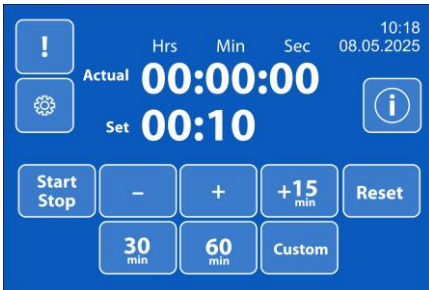 !
10:18
08.05.2025
Hrs Min Sec
Actual 00:00:00
Set 00:10
i
Start
Stop
–
+
+15
min
Reset
30
min
60
min
Custom